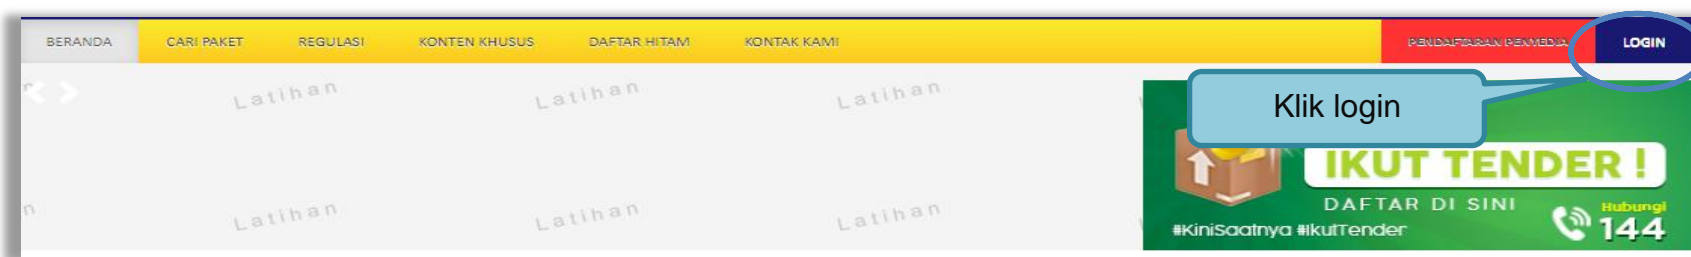 BERANDA CARI PAKET REGULASI KONTEN KHUSUS DAFTAR HITAM KONTAK KAMI PENDAFTARAN PENYEDIA LOGIN
Latihan Latihan Latihan
Klik login
IKUT TENDER !
DAFTAR DI SINI
Latihan Latihan Latihan
#KiniSaatnya #IkutTender
Hubungi
144